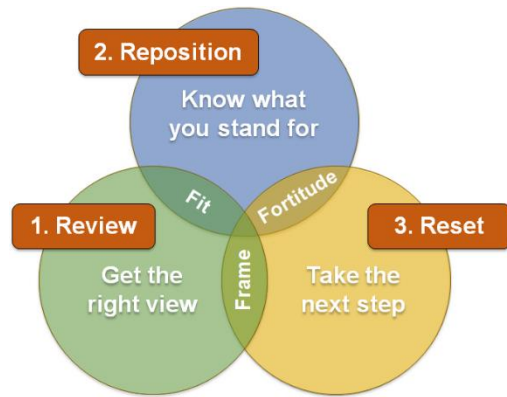 2. Reposition
Know what
you stand for
Fit
Fortitude
1. Review
3. Reset
Get the
right view
Frame
Take the
next step